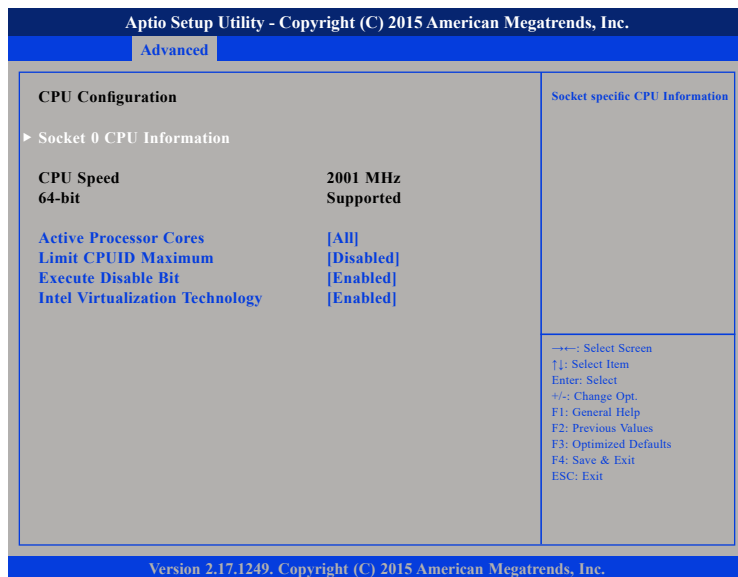 Aptio Setup Utility - Copyright (C) 2015 American Megatrends, Inc.
Advanced
CPU Configuration
▶ Socket 0 CPU Information
CPU Speed 2001 MHz
64-bit Supported
Active Processor Cores [All]
Limit CPUID Maximum [Disabled]
Execute Disable Bit [Enabled]
Intel Virtualization Technology [Enabled]
Socket specific CPU Information
→←: Select Screen
↑↓: Select Item
Enter: Select
+/-: Change Opt.
F1: General Help
F2: Previous Values
F3: Optimized Defaults
F4: Save & Exit
ESC: Exit
Version 2.17.1249. Copyright (C) 2015 American Megatrends, Inc.